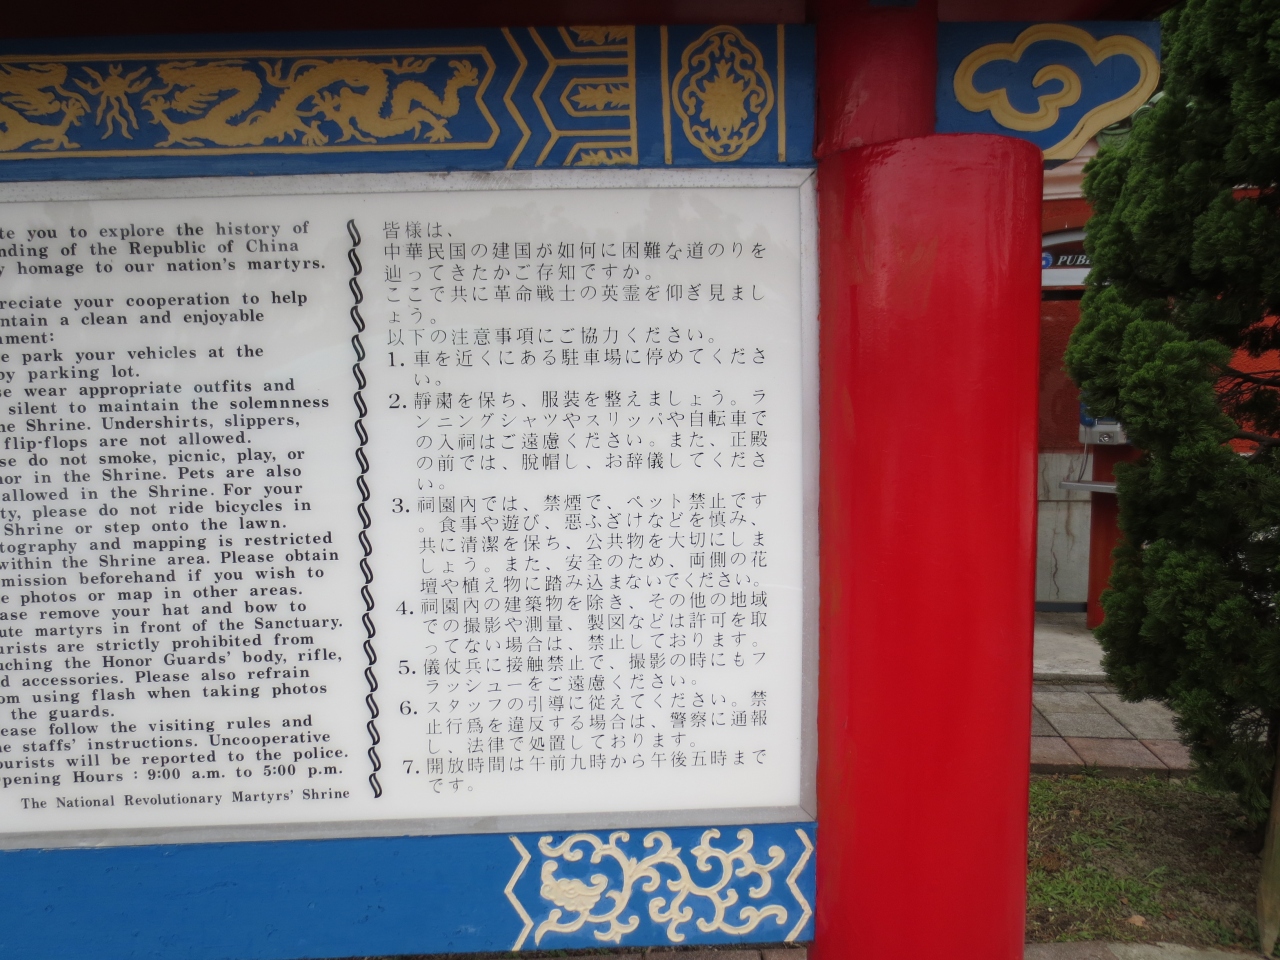 te you to explore the history of
nding of the Republic of China
y homage to our nation's martyrs.
preciate your cooperation to help
ntain a clean and enjoyable
nment:
e park your vehicles at the
by parking lot.
se wear appropriate outfits and
silent to maintain the solemnness
he Shrine. Undershirts, slippers,
flip-flops are not allowed.
se do not smoke, picnic, play, or
nor in the Shrine. Pets are also
allowed in the Shrine. For your
ty, please do not ride bicycles in
Shrine or step onto the lawn.
tography and mapping is restricted
within the Shrine area. Please obtain
mission beforehand if you wish to
e photos or map in other areas.
ase remove your hat and bow to
ute martyrs in front of the Sanctuary.
urists are strictly prohibited from
uching the Honor Guards' body, rifle,
d accessories. Please also refrain
om using flash when taking photos
the guards.
ease follow the visiting rules and
e staffs' instructions. Uncooperative
ourists will be reported to the police.
pening Hours : 9:00 a.m. to 5:00 p.m.
The National Revolutionary Martyrs' Shrine
皆様は、
中華民国の建国が如何に困難な道のりを
辿ってきたかご存知ですか。
ここで共に革命戦士の英霊を仰ぎ見まし
ょう。
以下の注意事項にご協力ください。
1. 車を近くにある駐車場に停めてくださ
い。
2. 靜粛を保ち、服装を整えましょう。ラ
ンニングシャツやスリッパや自転車で
の入祠はご遠慮ください。また、正殿
の前では、脱帽し、お辞儀してくださ
い。
3. 祠園內では、禁煙で、ペット禁止です
。食事や遊び、惡ふざけなどを慎み、
共に清潔を保ち、公共物を大切にしま
しょう。また、安全のため、両側の花
壇や植え物に踏み込まないでください。
4. 祠園內の建築物を除き、その他の地域
での撮影や測量、製図などは許可を取
ってない場合は、禁止しております。
5. 儀仗兵に接触禁止で、撮影の時にもフ
ラッシューをご遠慮ください。
6. スタッフの引導に従えてください。禁
止行爲を違反する場合は、警察に通報
し、法律で処置しております。
7. 開放時間は午前九時から午後五時まで
です。
PUB